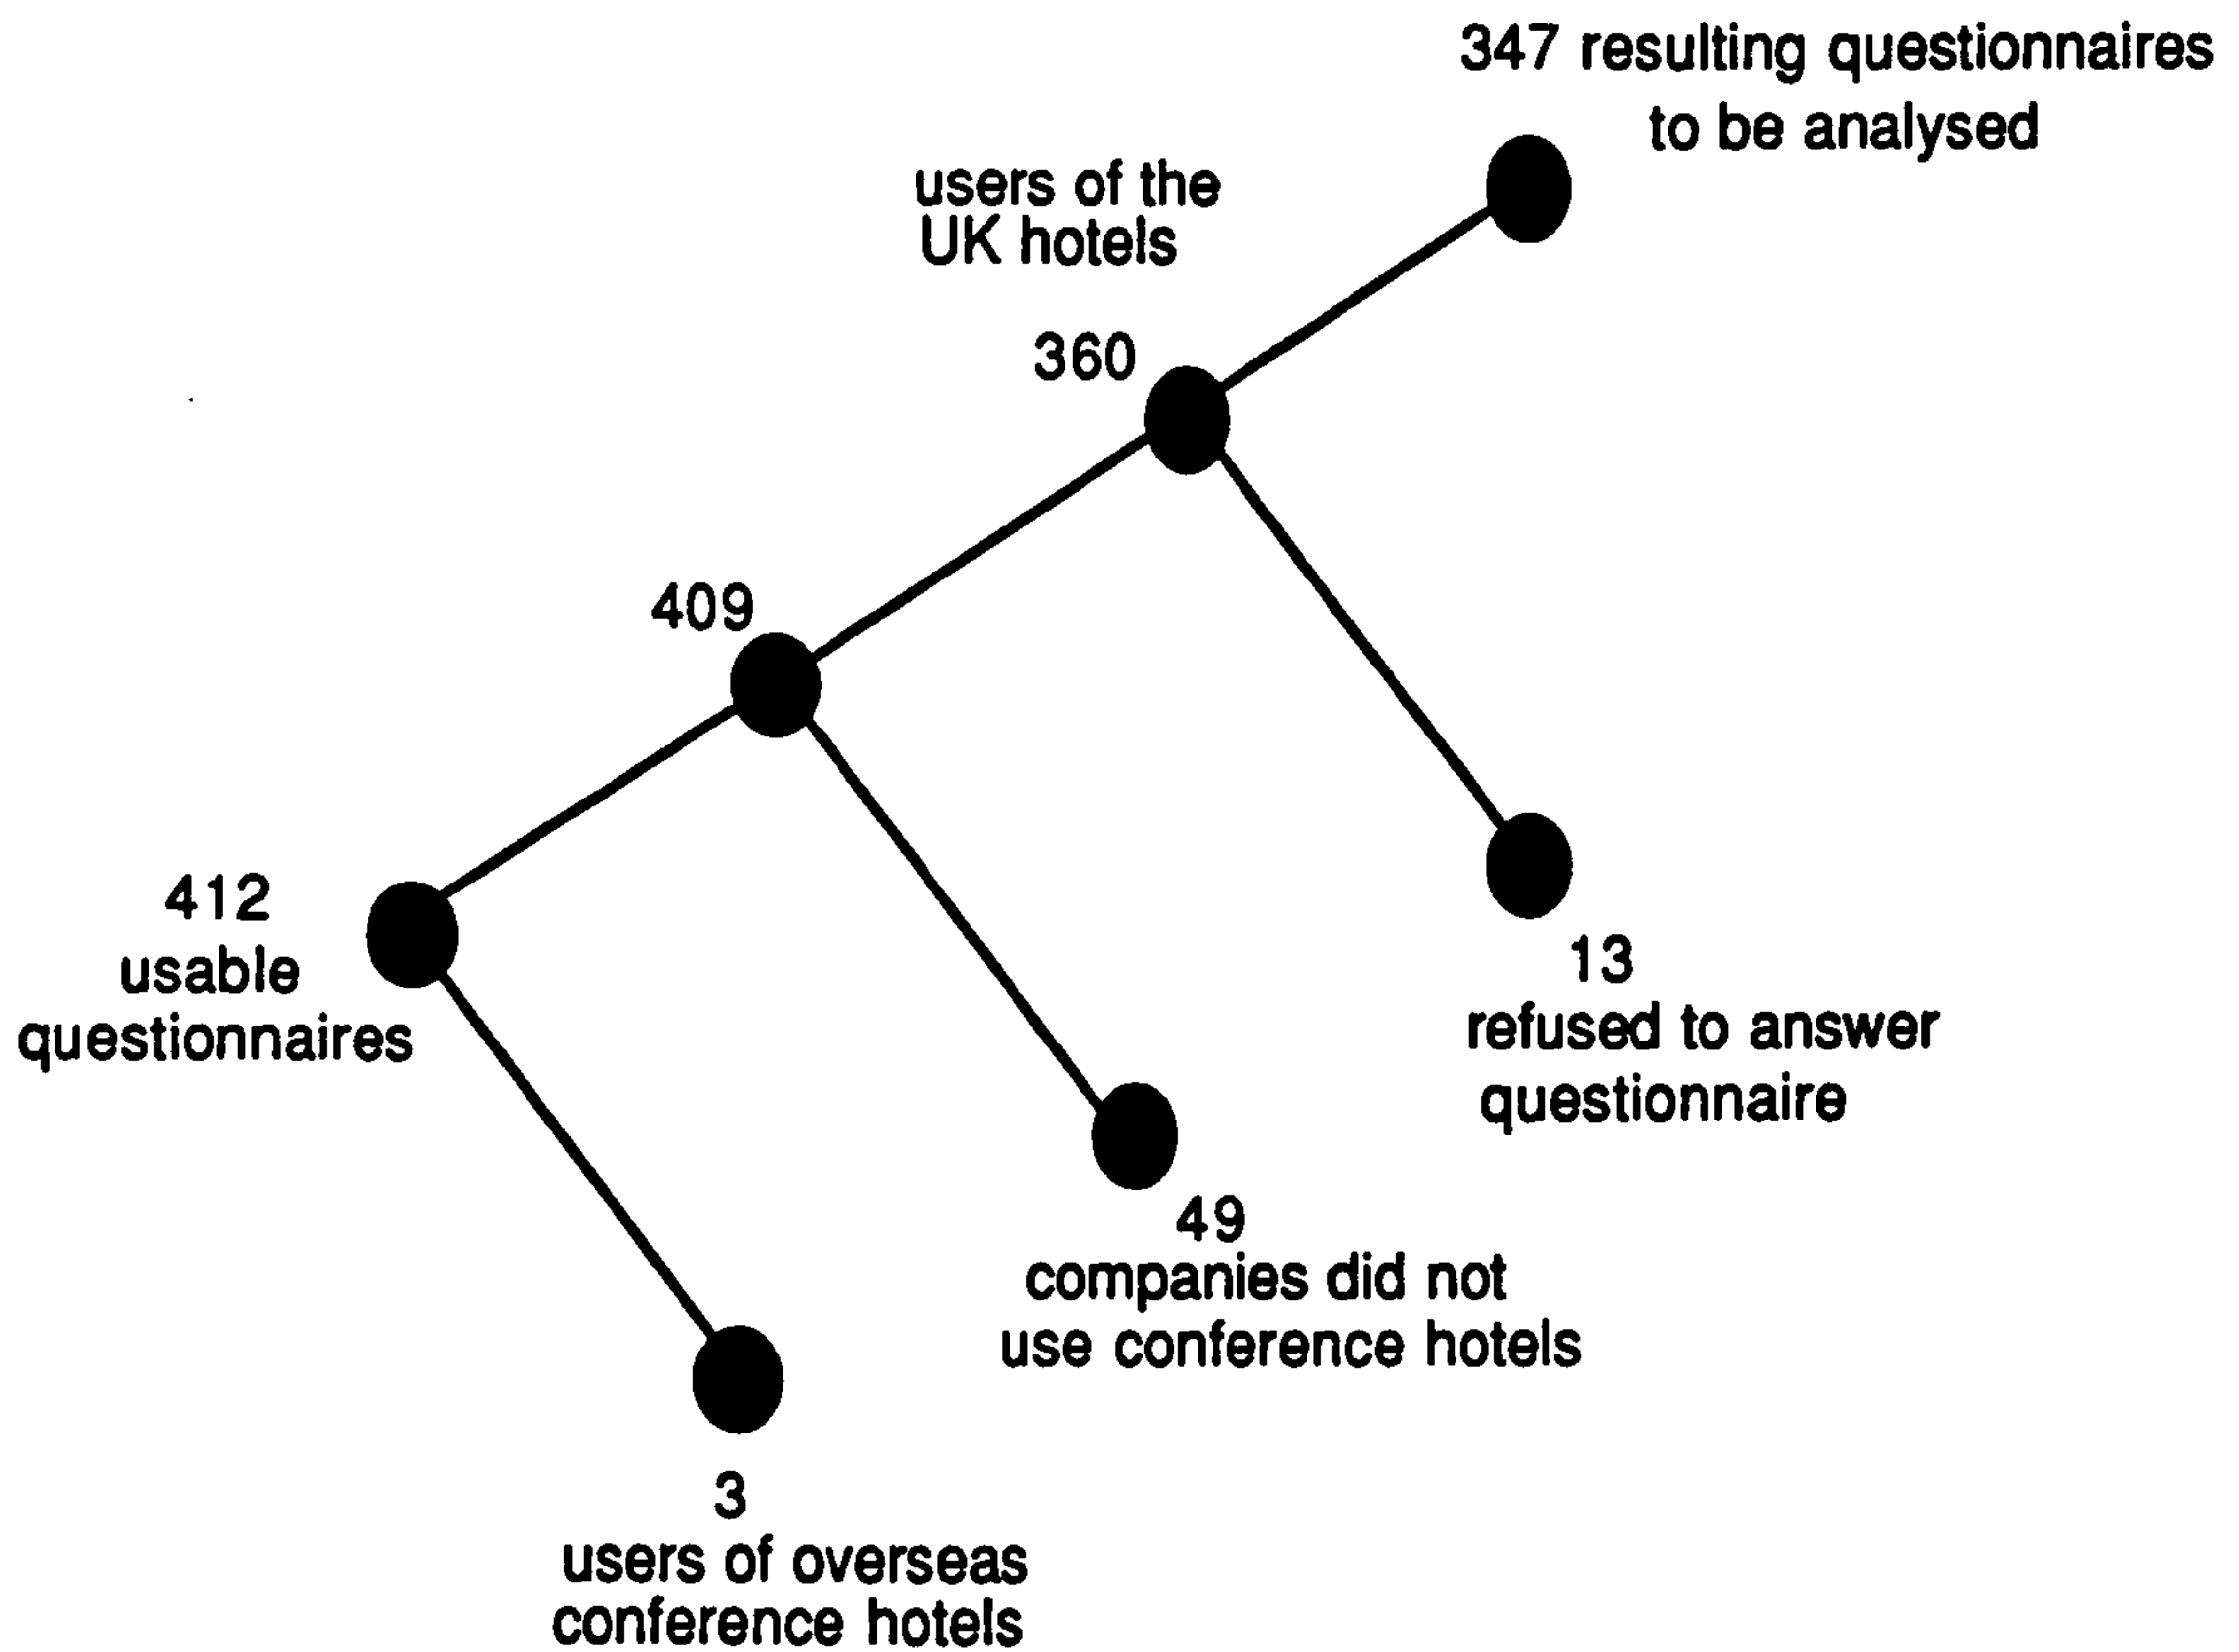 347 resulting questionnaires
to be analysed
users of the
UK hotels
360
409
412
usable
questionnaires
13
refused to answer
questionnaire
49
companies did not
use conference hotels
3
users of overseas
conference hotels